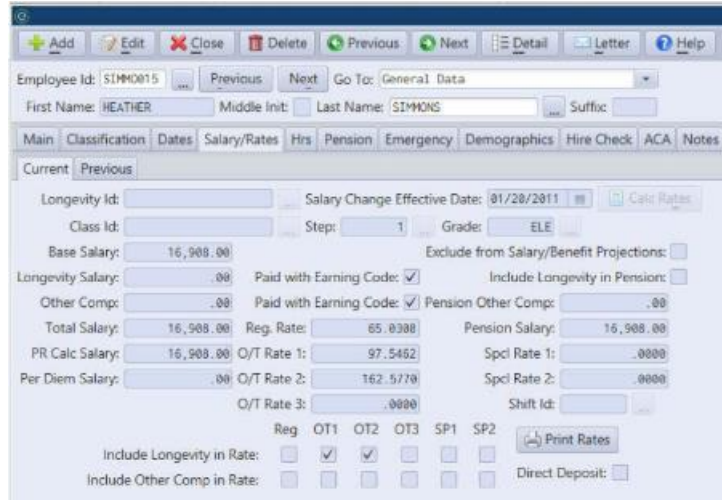 Add Edit Close Delete Previous Next Detail Letter Help
Employee Id: SIMMO015 ... Previous Next Go To: General Data
First Name: HEATHER Middle Init: Last Name: SIMMONS ... Suffix:
Main Classification Dates Salary/Rates Hrs Pension Emergency Demographics Hire Check ACA Notes
Current Previous
Longevity Id: ... Salary Change Effective Date: 01/20/2011 Calc Rates
Class Id: ... Step: 1 ... Grade: ELE ...
Base Salary: 16,908.00 Exclude from Salary/Benefit Projections:
Longevity Salary: .00 Paid with Earning Code: Include Longevity in Pension:
Other Comp: .00 Paid with Earning Code: Pension Other Comp: .00
Total Salary: 16,908.00 Reg. Rate: 65.0308 Pension Salary: 16,908.00
PR Calc Salary: 16,908.00 O/T Rate 1: 97.5462 Spcl Rate 1: .0000
Per Diem Salary: .00 O/T Rate 2: 162.5770 Spcl Rate 2: .0000
O/T Rate 3: .0000 Shift Id: ...
Reg OT1 OT2 OT3 SP1 SP2 Print Rates
Include Longevity in Rate:
Include Other Comp in Rate: Direct Deposit: